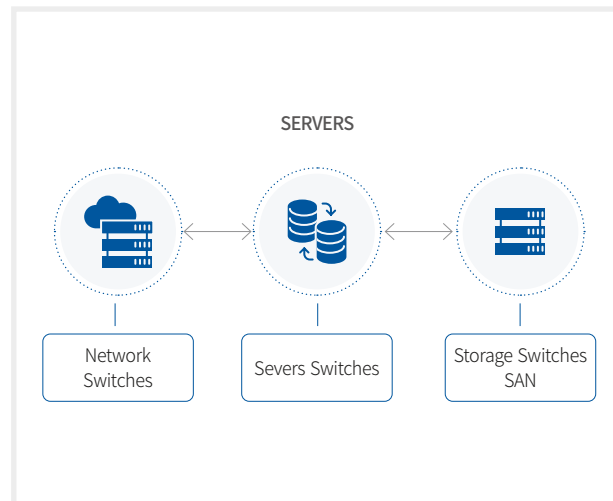 SERVERS
Network
Switches
Severs Switches
Storage Switches
SAN